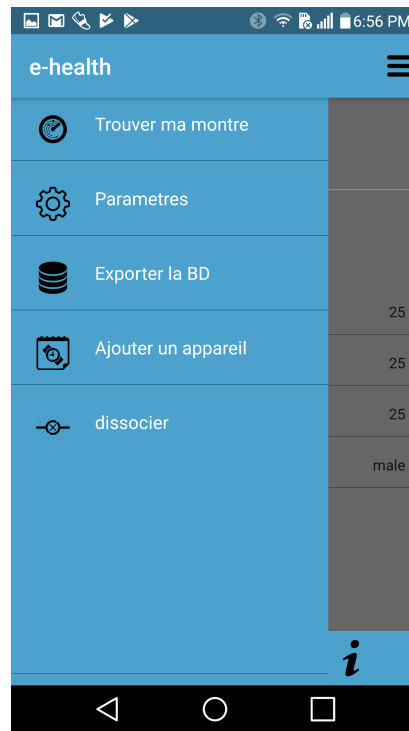 6:56 PM
e-health
Trouver ma montre
Parametres
Exporter la BD
25
Ajouter un appareil
25
dissocier
25
male
i